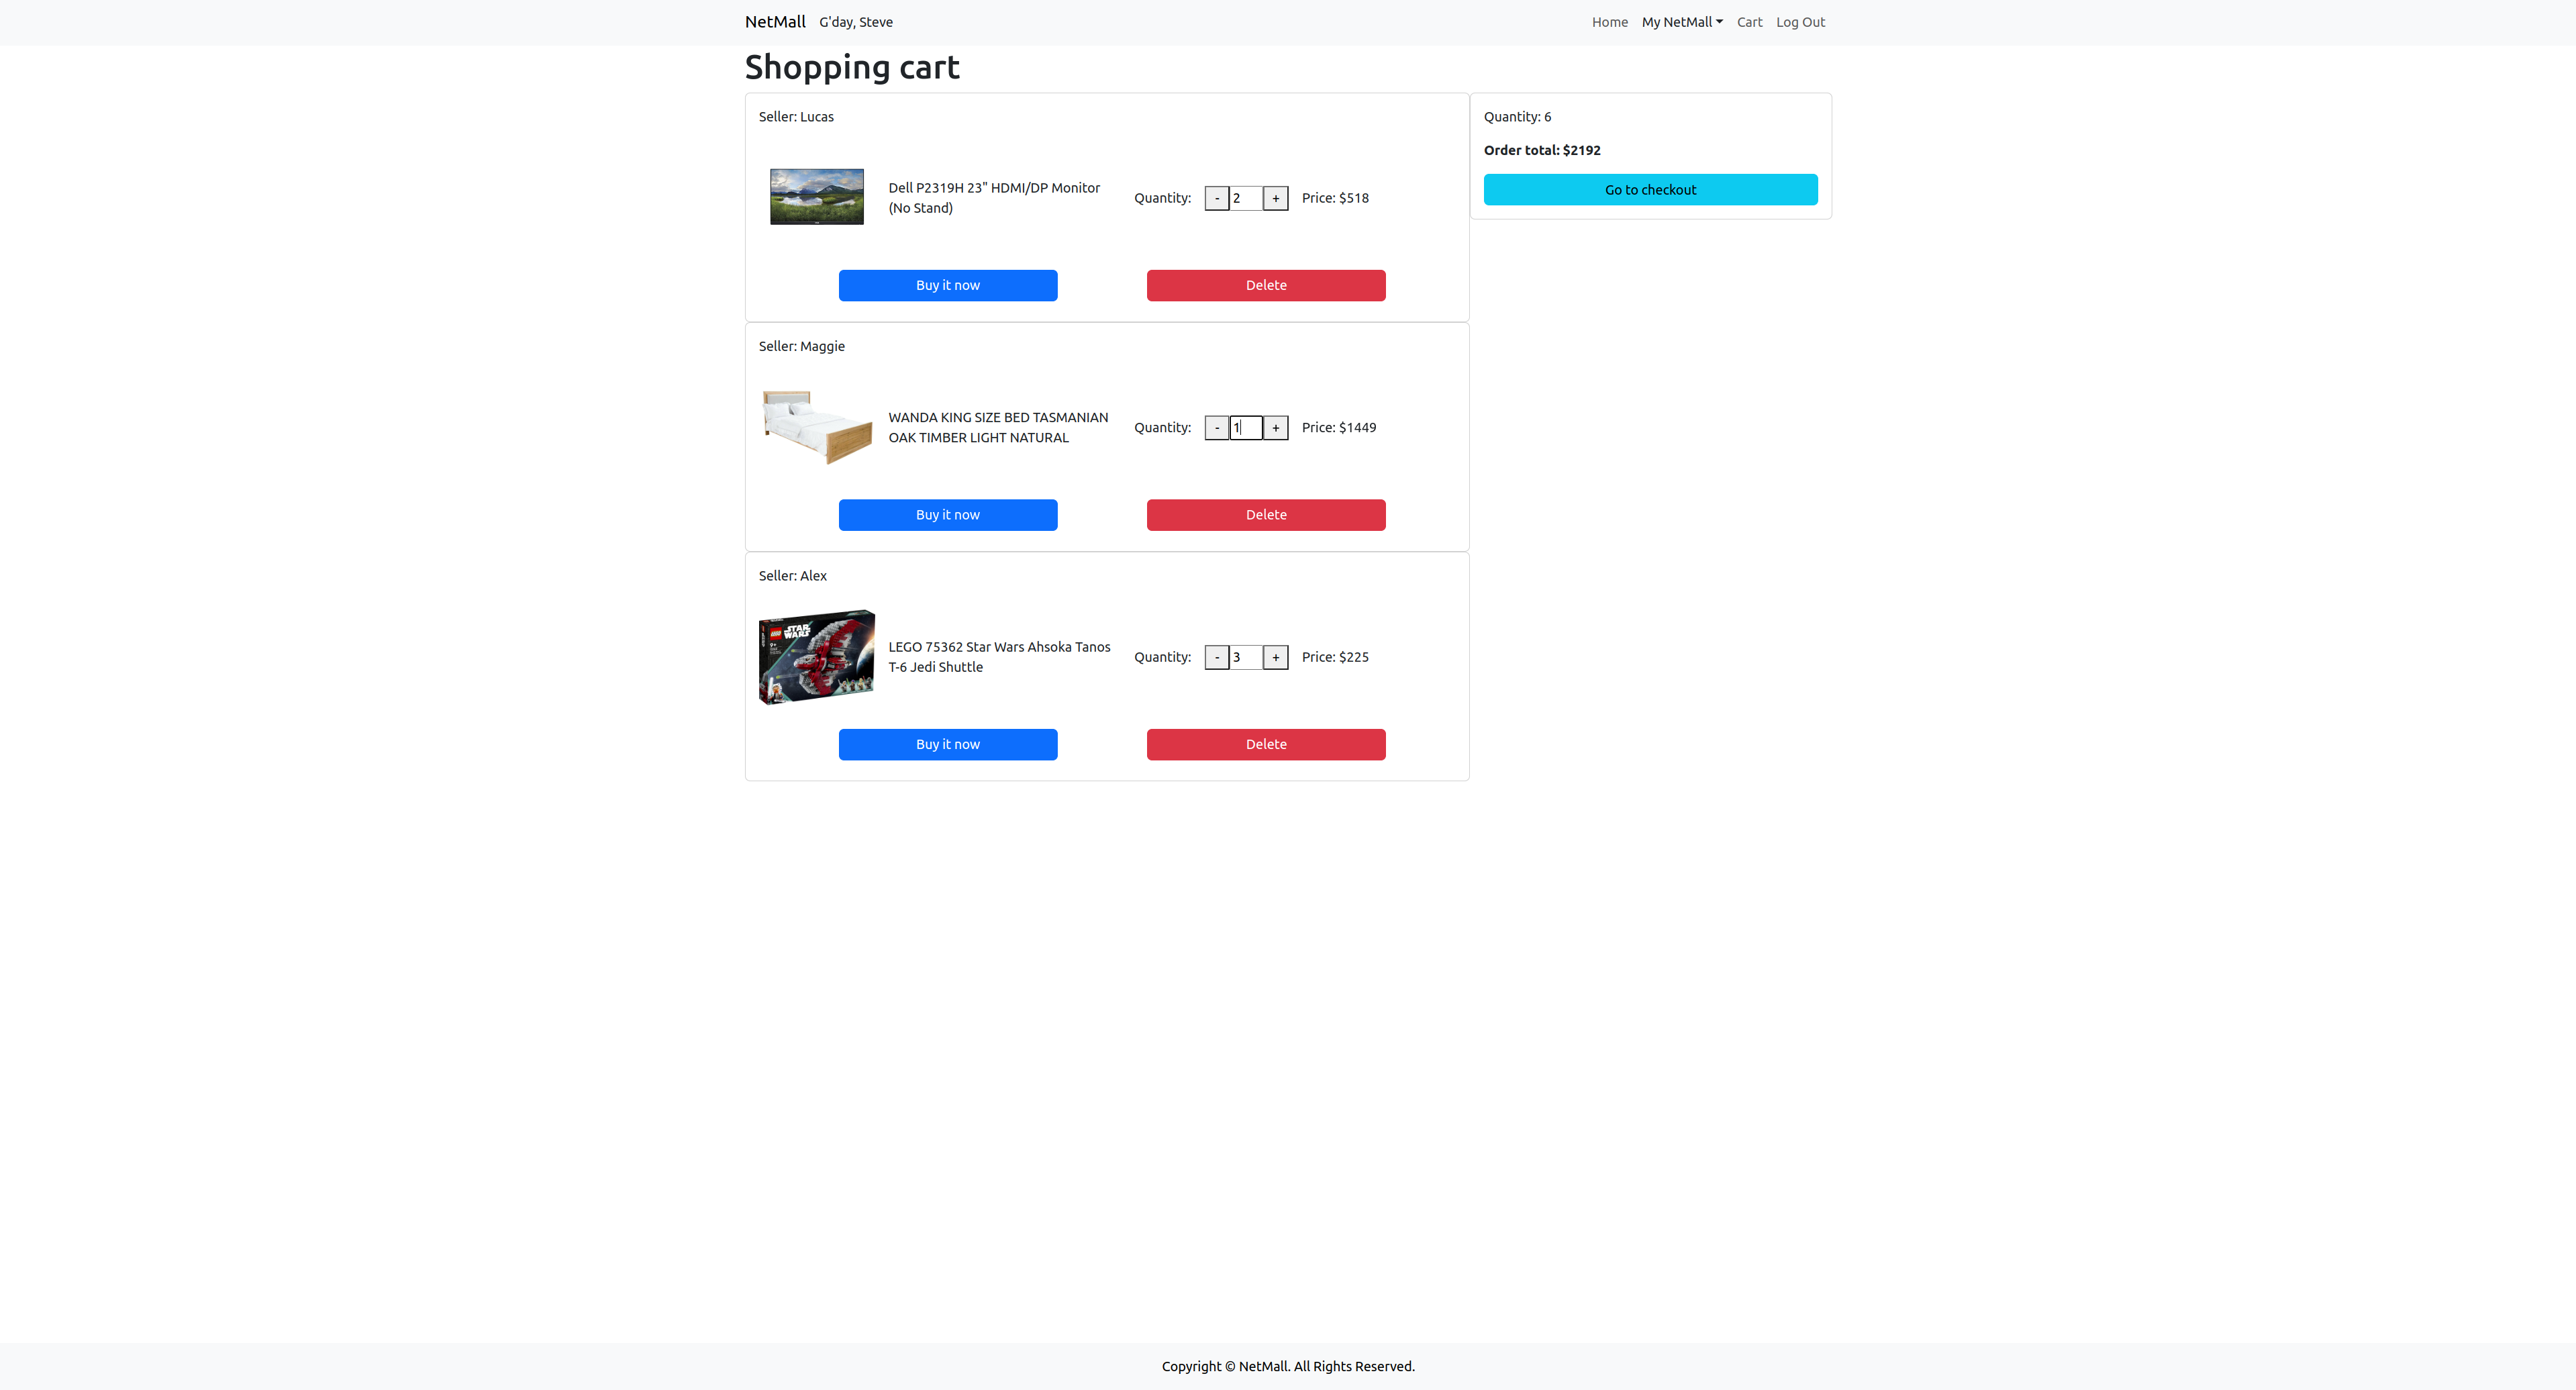 NetMall G'day, Steve Home My NetMall Cart Log Out
Shopping cart
Seller: Lucas
Dell P2319H 23" HDMI/DP Monitor
(No Stand)
Quantity: - 2 + Price: $518
Buy it now Delete
Seller: Maggie
WANDA KING SIZE BED TASMANIAN
OAK TIMBER LIGHT NATURAL
Quantity: - 1 + Price: $1449
Buy it now Delete
Seller: Alex
LEGO
STAR
WARS
LEGO 75362 Star Wars Ahsoka Tanos
T-6 Jedi Shuttle
Quantity: - 3 + Price: $225
Buy it now Delete
Quantity: 6
Order total: $2192
Go to checkout
Copyright © NetMall. All Rights Reserved.